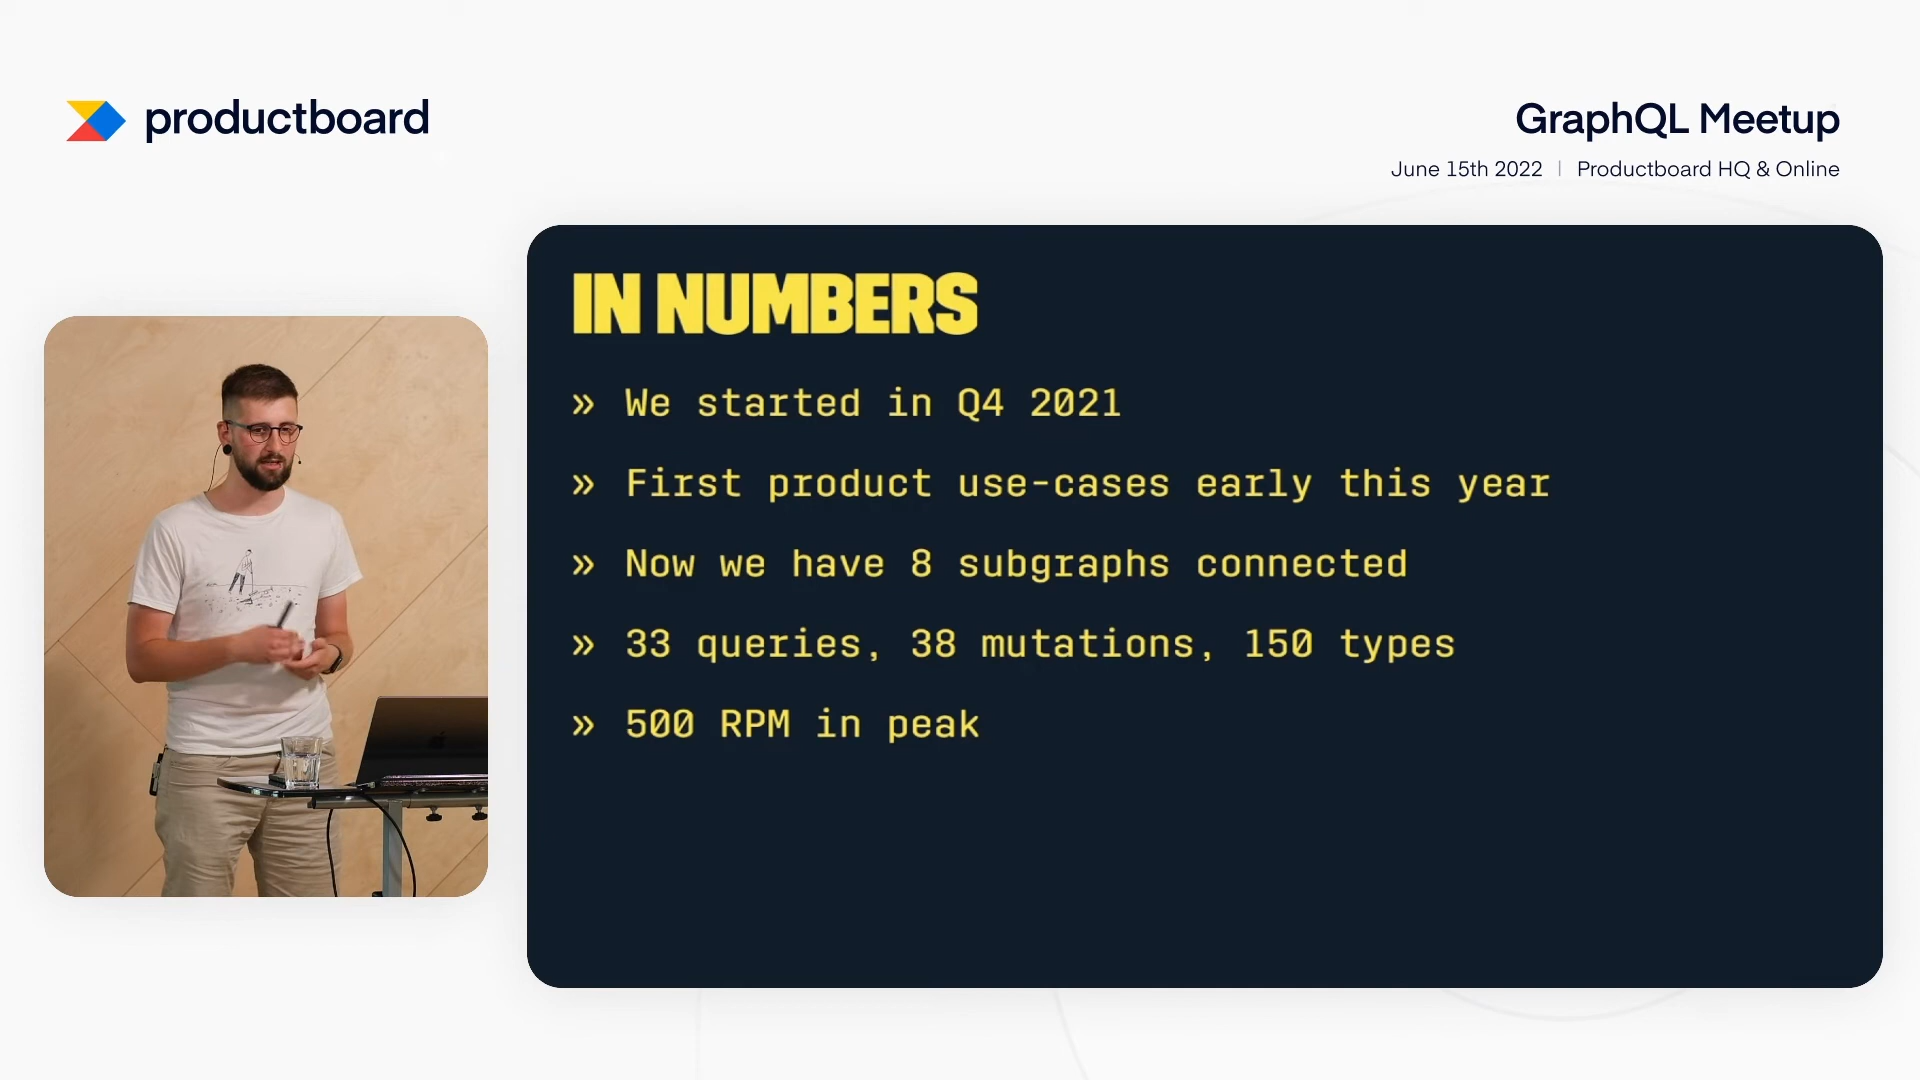 productboard
GraphQL Meetup
June 15th 2022 | Productboard HQ & Online
IN NUMBERS
» We started in Q4 2021
» First product use-cases early this year
» Now we have 8 subgraphs connected
» 33 queries, 38 mutations, 150 types
» 500 RPM in peak